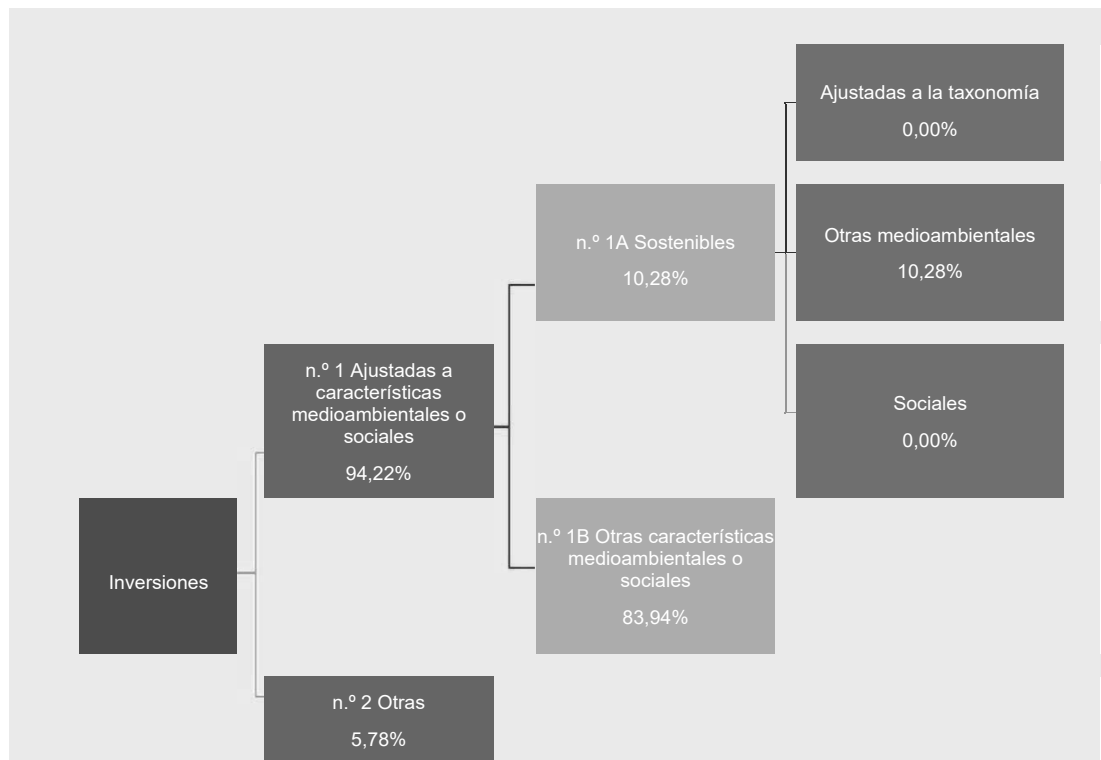 Ajustadas a la taxonomía
0,00%
n.º 1A Sostenibles
10,28%
Otras medioambientales
10,28%
n.º 1 Ajustadas a
características
medioambientales o
sociales
94,22%
Sociales
0,00%
Inversiones
n.º 1B Otras características
medioambientales o
sociales
83,94%
n.º 2 Otras
5,78%